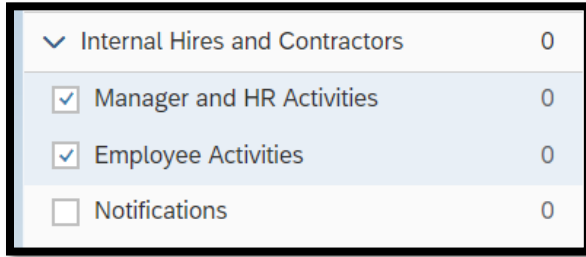 Internal Hires and Contractors 0
Manager and HR Activities 0
Employee Activities 0
Notifications 0